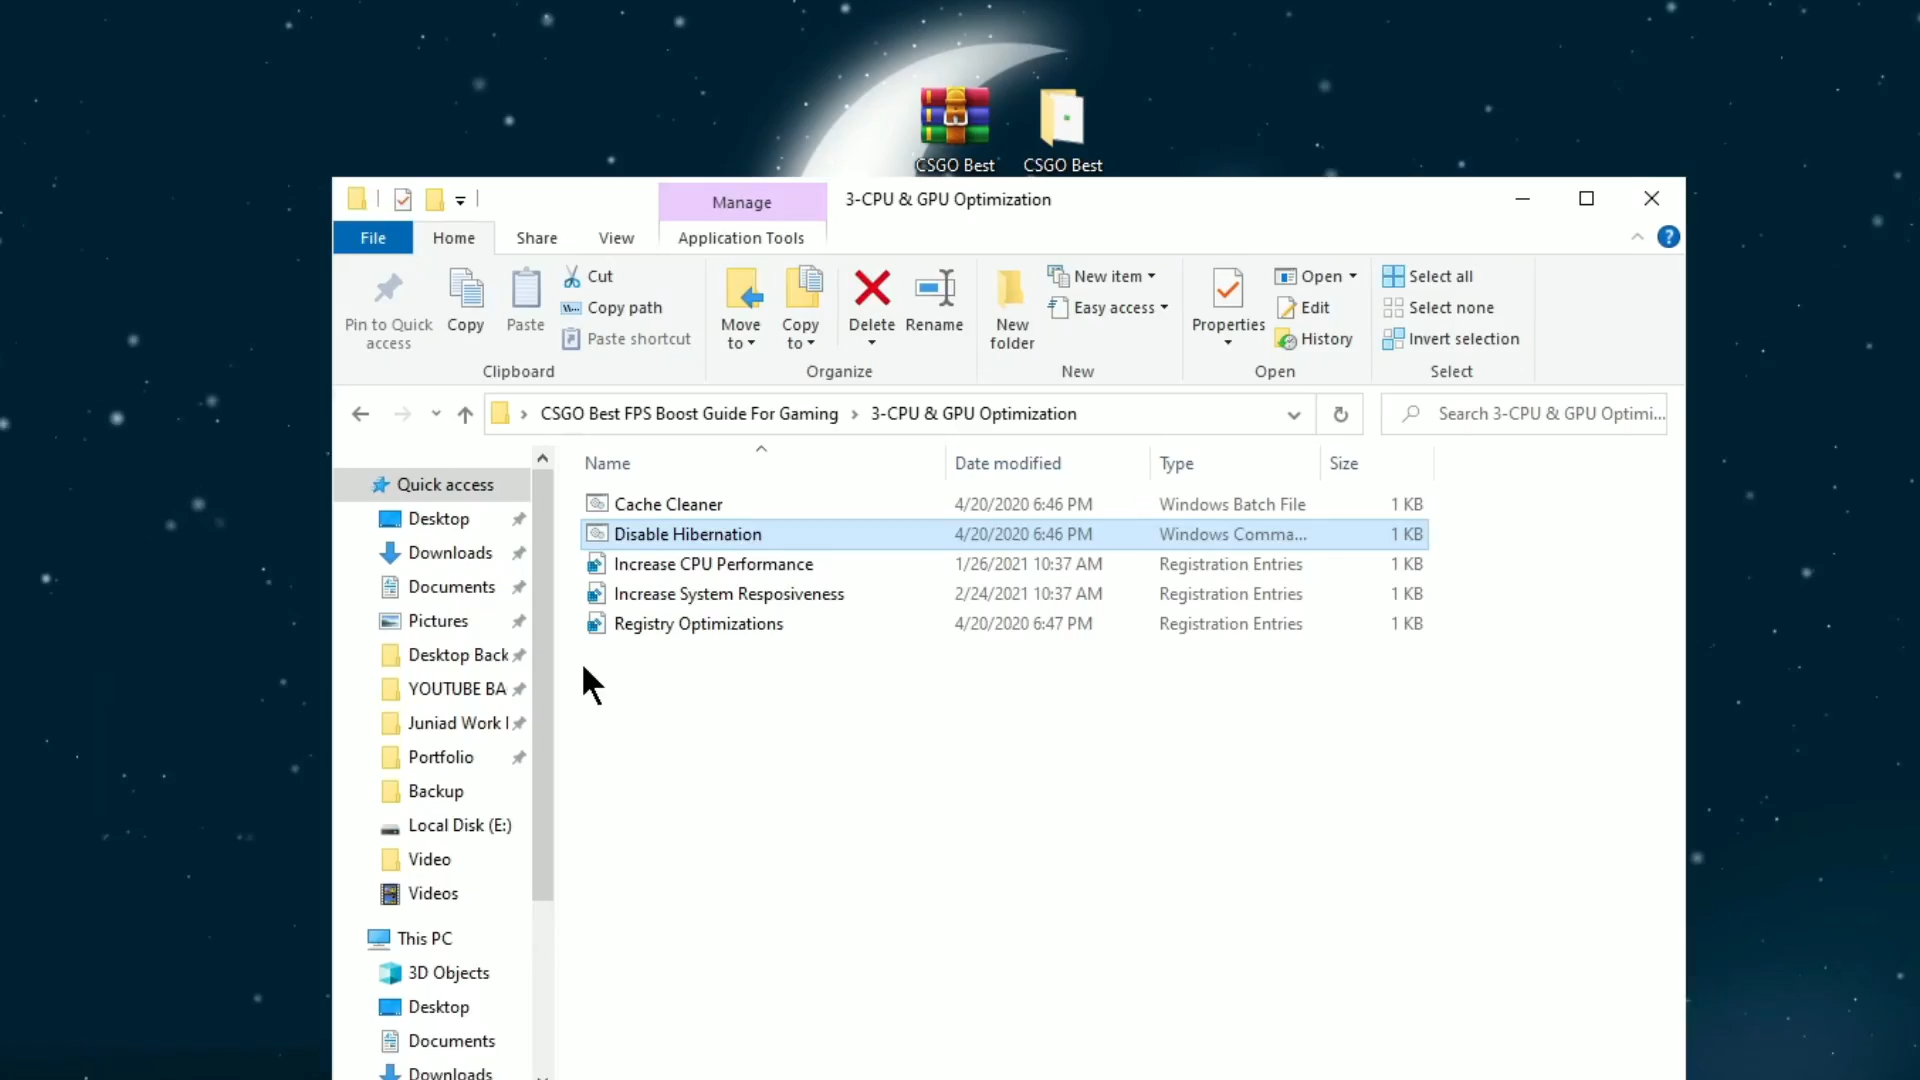 CSGO Best
CSGO Best
Manage
3-CPU & GPU Optimization
File
Home
Share
View
Application Tools
Pin to Quick access
Copy
Paste
Cut
Copy path
Paste shortcut
Clipboard
Move to
Copy to
Delete
Rename
Organize
New folder
New item
Easy access
New
Properties
Open
Edit
History
Open
Select all
Select none
Invert selection
Select
CSGO Best FPS Boost Guide For Gaming > 3-CPU & GPU Optimization
Search 3-CPU & GPU Optimi...
Name Date modified Type Size
Cache Cleaner 4/20/2020 6:46 PM Windows Batch File 1 KB
Disable Hibernation 4/20/2020 6:46 PM Windows Comma... 1 KB
Increase CPU Performance 1/26/2021 10:37 AM Registration Entries 1 KB
Increase System Resposiveness 2/24/2021 10:37 AM Registration Entries 1 KB
Registry Optimizations 4/20/2020 6:47 PM Registration Entries 1 KB
Quick access
Desktop
Downloads
Documents
Pictures
Desktop Back
YOUTUBE BA
Juniad Work
Portfolio
Backup
Local Disk (E:)
Video
Videos
This PC
3D Objects
Desktop
Documents
Downloads